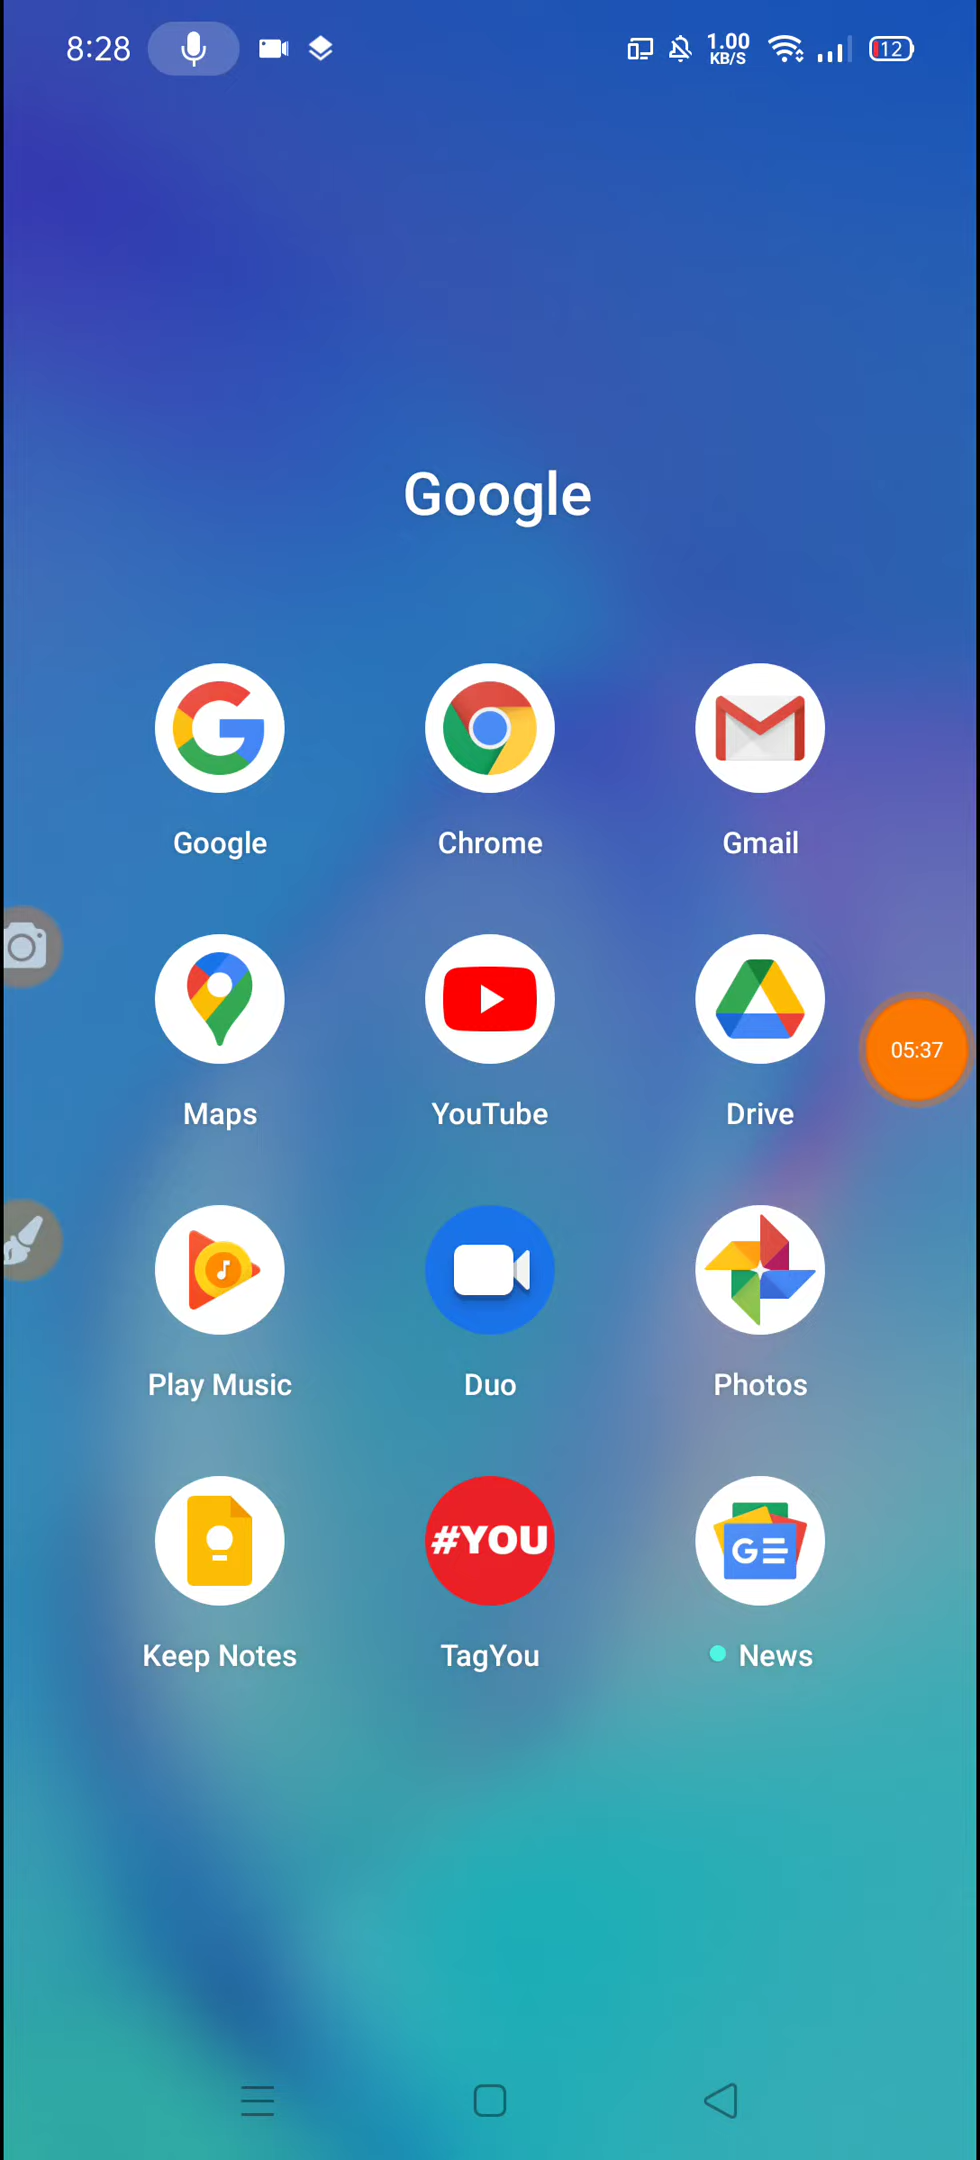 8:28 1.00 KB/S 12
Google
Google Chrome Gmail
Maps YouTube Drive
05:37
Play Music Duo Photos
#YOU
GE
Keep Notes TagYou News